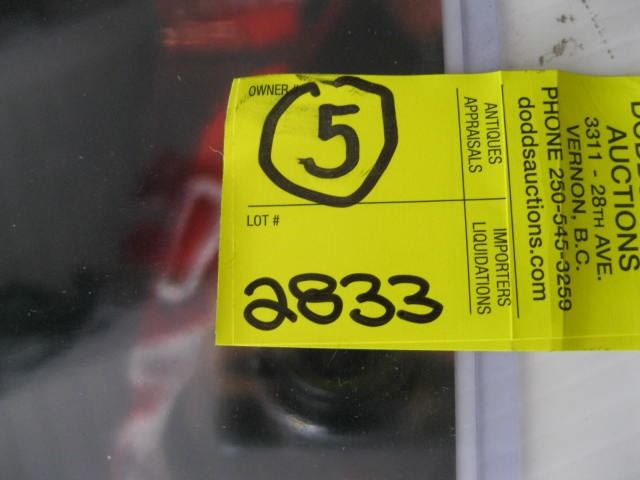 OWNER #
5
LOT #
2833
ANTIQUES
APPRAISALS
IMPORTERS
LIQUIDATIONS
AUCTIONS
3311 - 28TH AVE.
VERNON, B.C.
PHONE 250-545-3259
doddsauctions.com